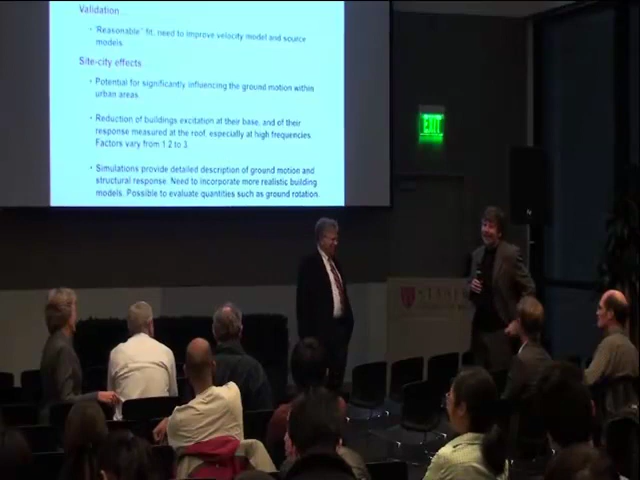 Validation...
• "Reasonable" fit, need to improve velocity model and source
models.
Site-city effects
• Potential for significantly influencing the ground motion within
urban areas
• Reduction of buildings excitation at their base, and of their
response measured at the roof, especially at high frequencies.
Factors vary from 1.2 to 3.
• Simulations provide detailed description of ground motion and
structural response. Need to incorporate more realistic building
models. Possible to evaluate quantities such as ground rotation.
EXIT